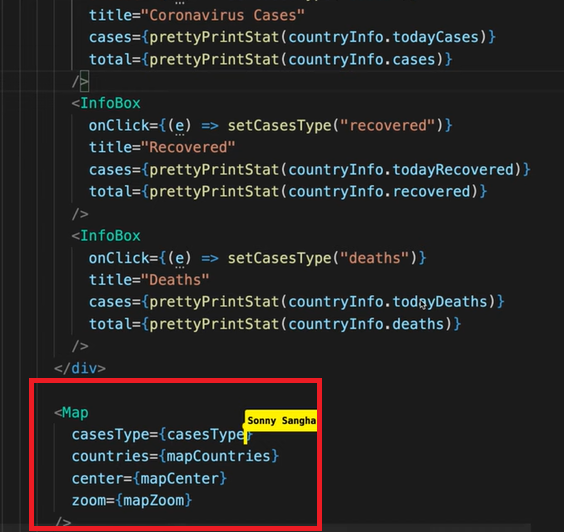 title="Coronavirus Cases"
cases={prettyPrintStat(countryInfo.todayCases)}
total={prettyPrintStat(countryInfo.cases)}
/>
<InfoBox
onClick={(e) => setCasesType("recovered")}
title="Recovered"
cases={prettyPrintStat(countryInfo.todayRecovered)}
total={prettyPrintStat(countryInfo.recovered)}
/>
<InfoBox
onClick={(e) => setCasesType("deaths")}
title="Deaths"
cases={prettyPrintStat(countryInfo.todayDeaths)}
total={prettyPrintStat(countryInfo.deaths)}
/>
</div>
<Map
Sonny Sangha
casesType={casesType}
countries={mapCountries}
center={mapCenter}
zoom={mapZoom}
/>